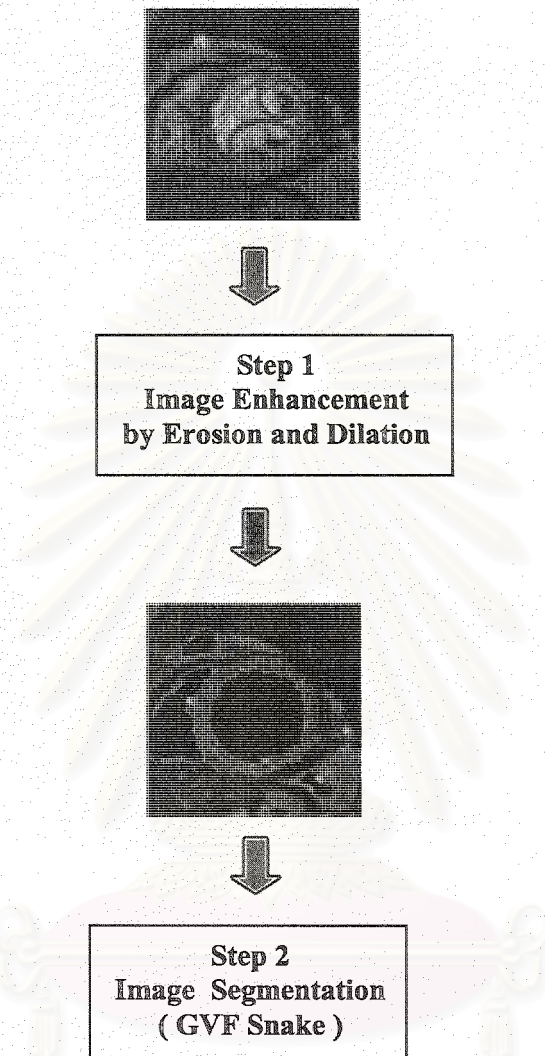 Step 1
Image Enhancement
by Erosion and Dilation
Step 2
Image Segmentation
( GVF Snake )